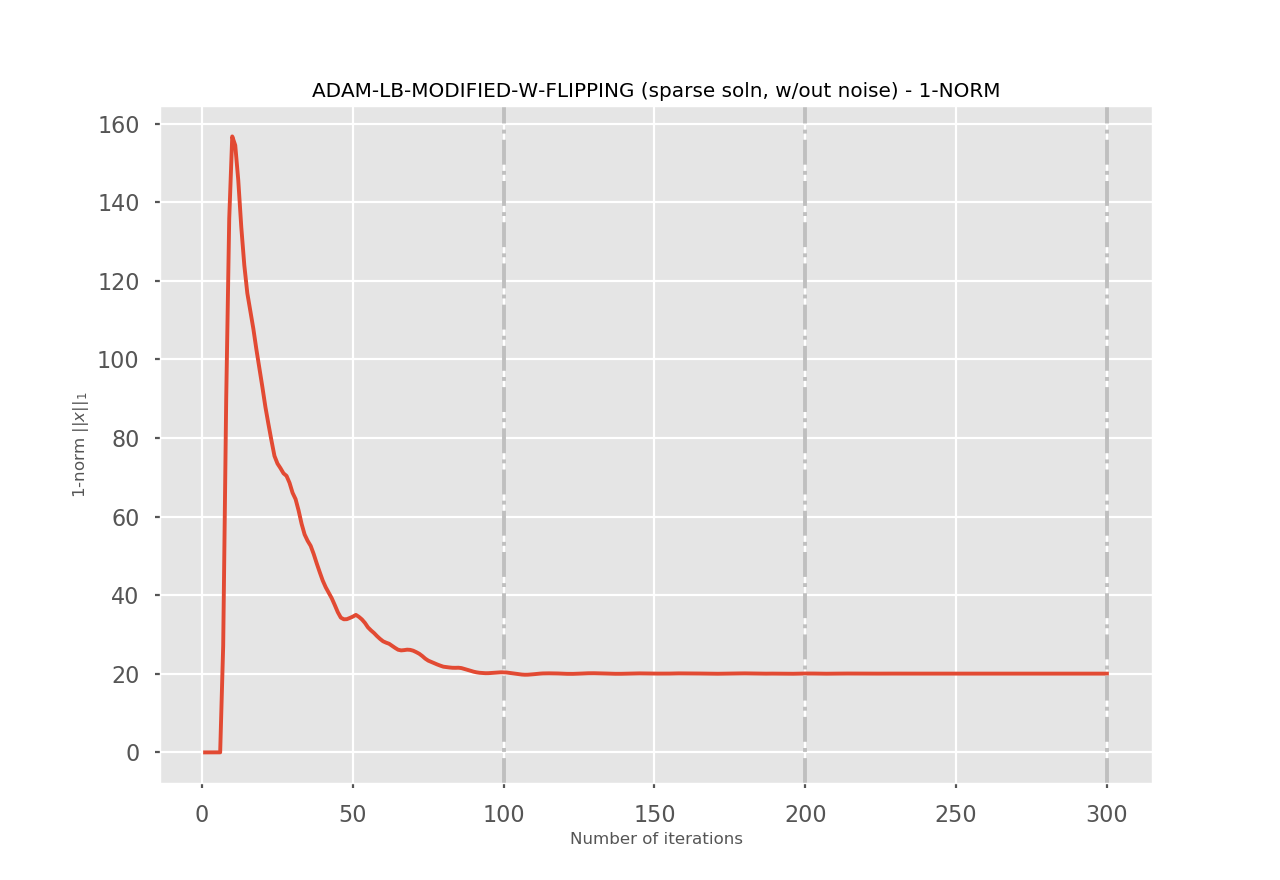 ADAM-LB-MODIFIED-W-FLIPPING (sparse soln, w/out noise) - 1-NORM
160
140
120
100
80
60
40
20
0
1-norm ||x||₁
0 50 100 150 200 250 300
Number of iterations